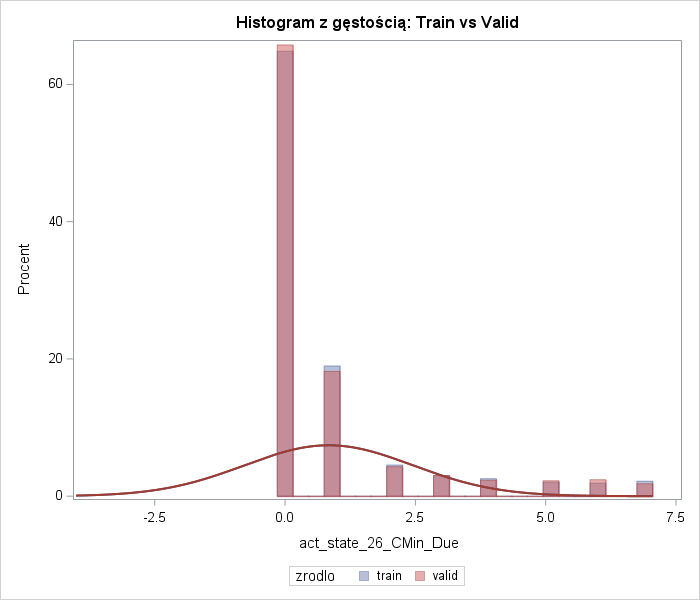 Histogram z gęstością: Train vs Valid
60
40
20
0
Procent
-2.5
0.0
2.5
5.0
7.5
act_state_26_CMin_Due
zrodlo train valid